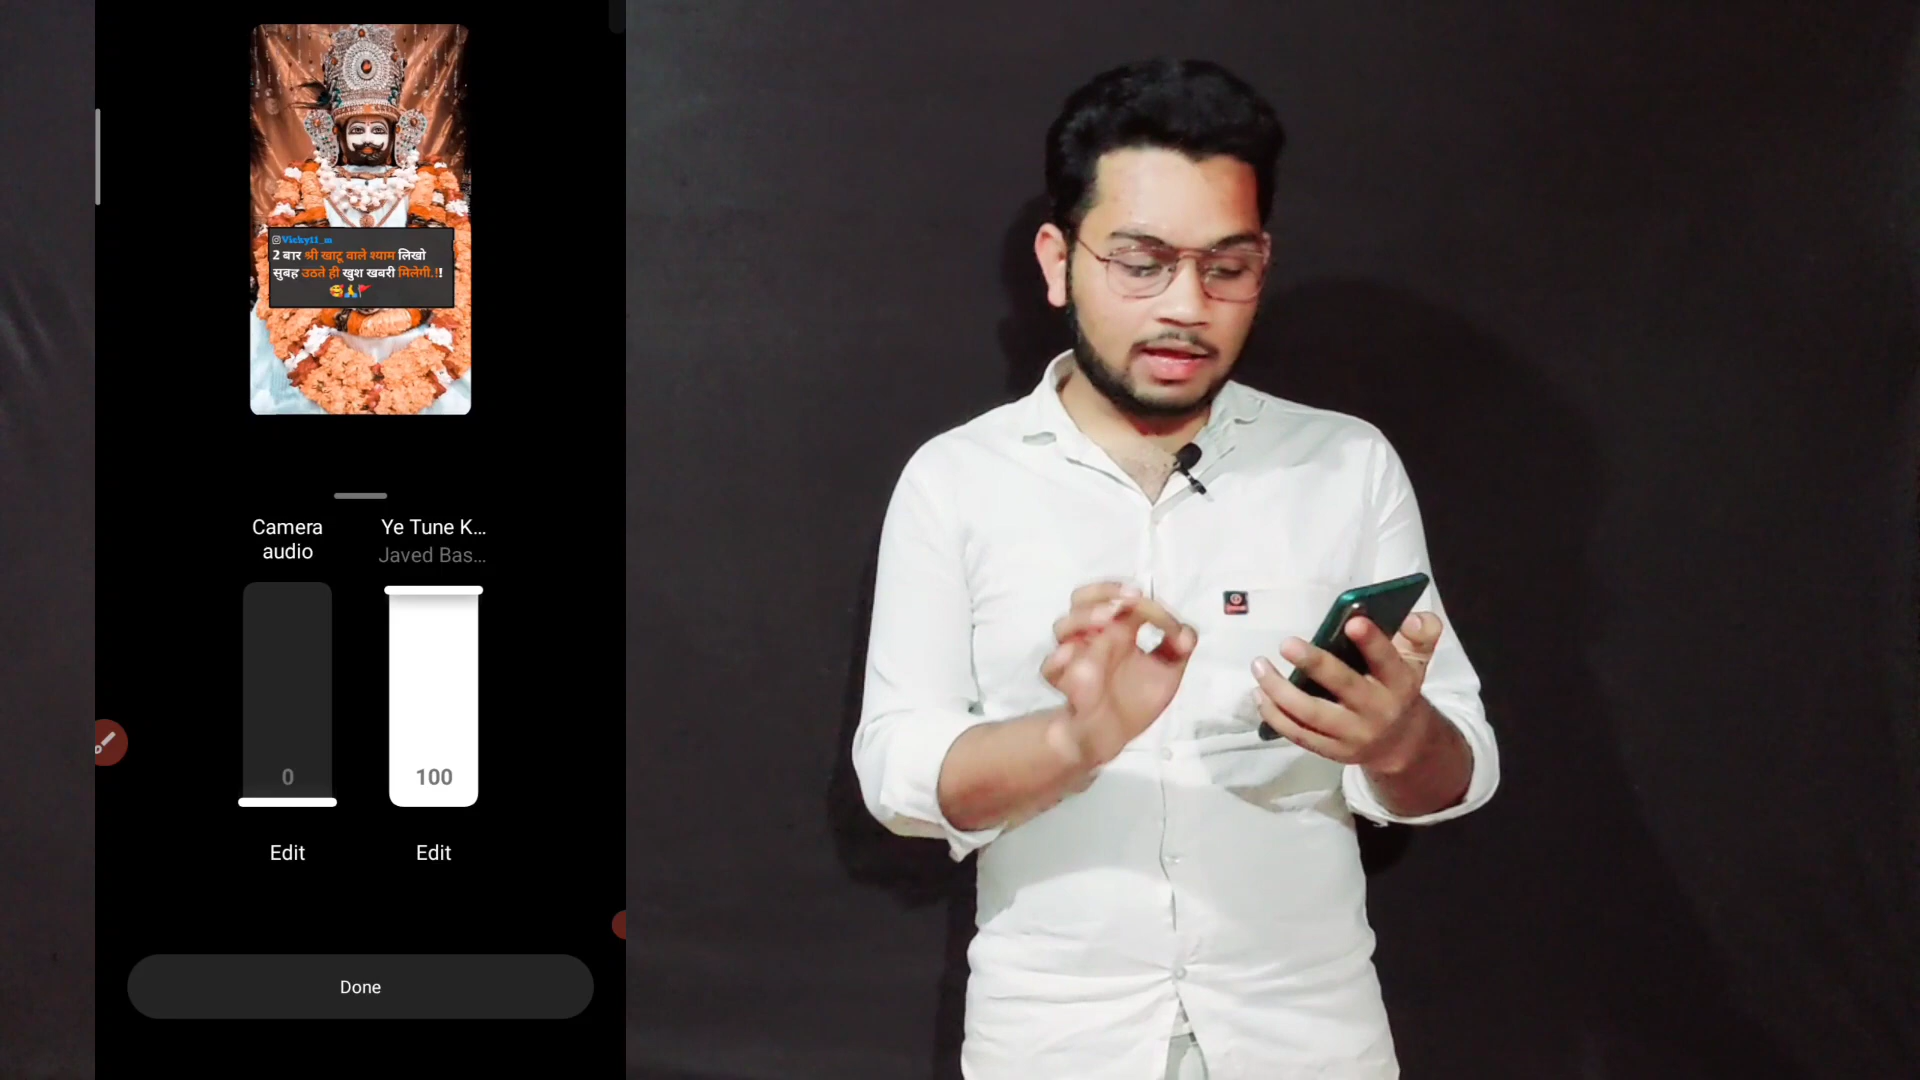 Vicky11_m
2 बार श्री खाटू वाले श्याम लिखो
सुबह उठते ही खुश खबरी मिलेगी.!!
Camera
audio
Ye Tune K...
Javed Bas...
0
100
Edit
Edit
Done